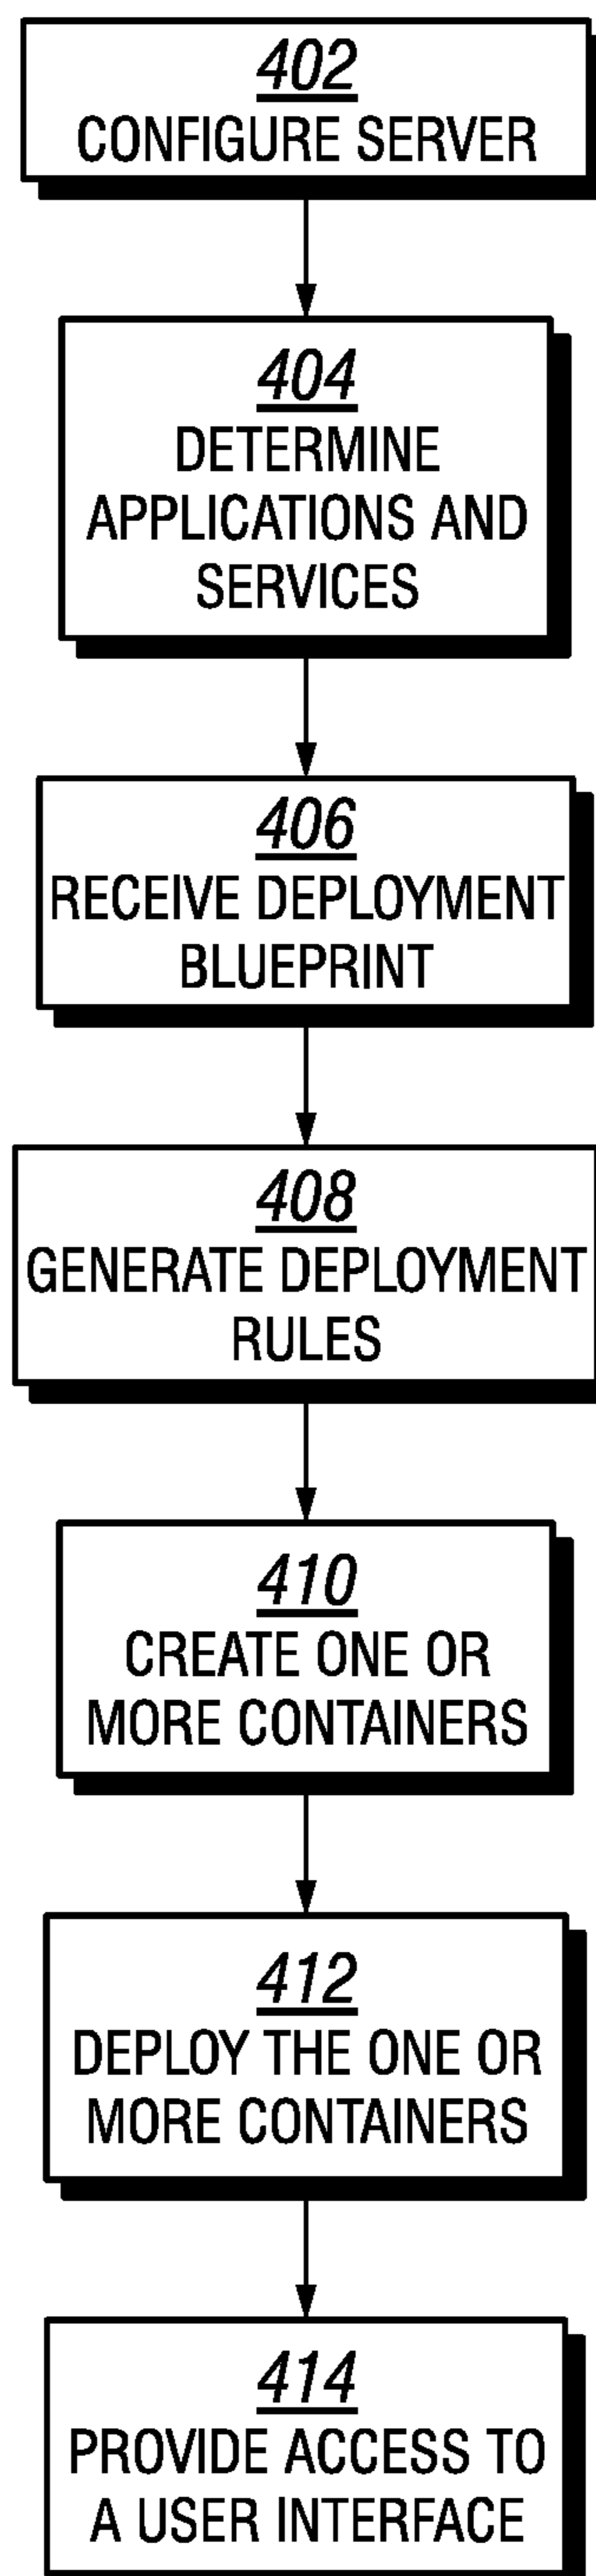 402
CONFIGURE SERVER
404
DETERMINE
APPLICATIONS AND
SERVICES
406
RECEIVE DEPLOYMENT
BLUEPRINT
408
GENERATE DEPLOYMENT
RULES
410
CREATE ONE OR
MORE CONTAINERS
412
DEPLOY THE ONE OR
MORE CONTAINERS
414
PROVIDE ACCESS TO
A USER INTERFACE